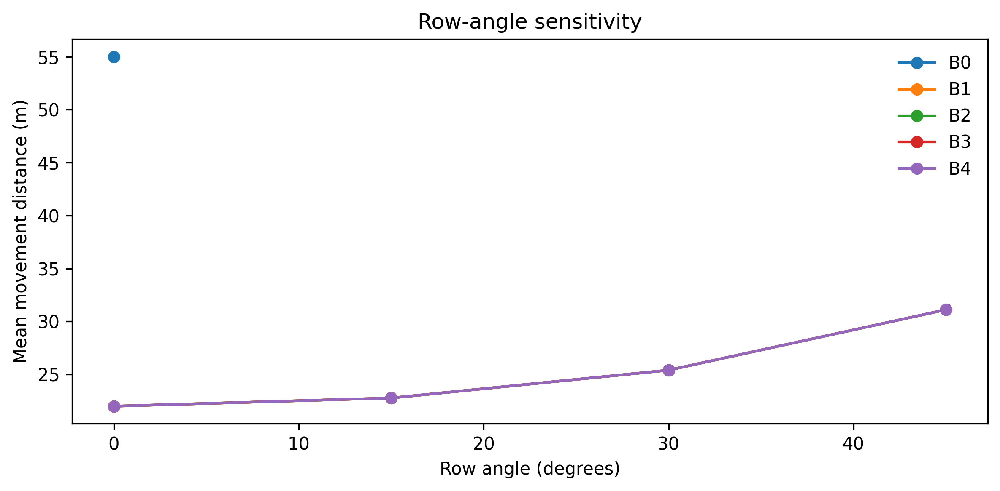 Row-angle sensitivity
55
50
45
40
35
30
25
Mean movement distance (m)
B0
B1
B2
B3
B4
0 10 20 30 40
Row angle (degrees)